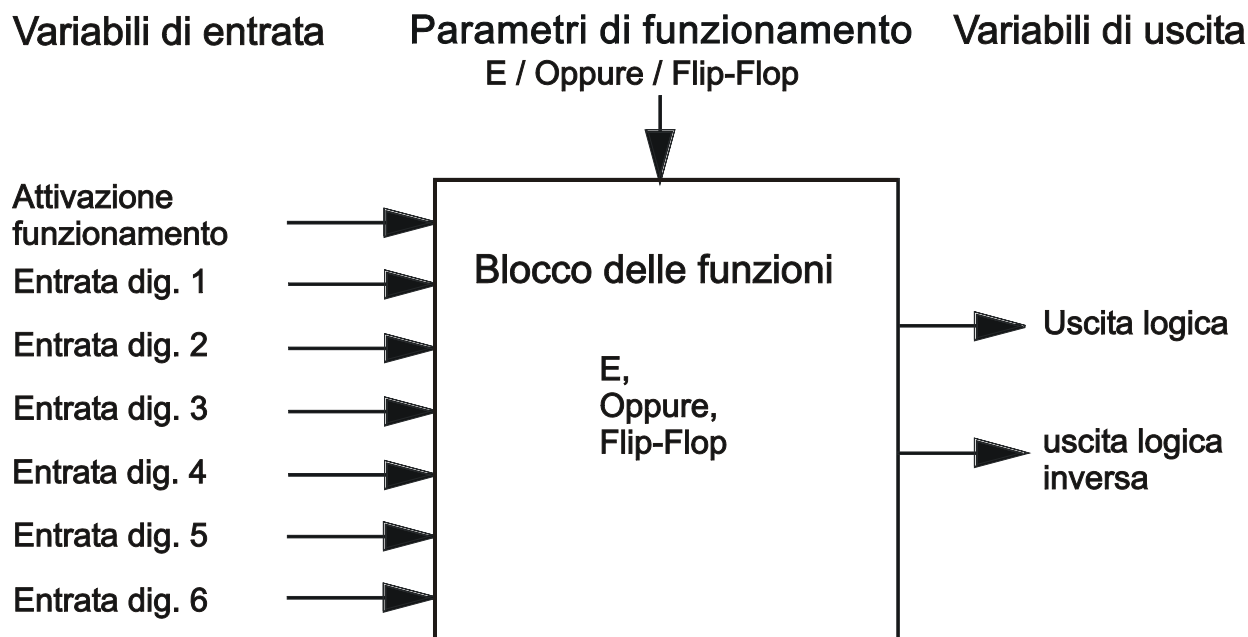 Variabili di entrata
Parametri di funzionamento
Variabili di uscita
E / Oppure / Flip-Flop
Attivazione
funzionamento
Entrata dig. 1
Entrata dig. 2
Entrata dig. 3
Entrata dig. 4
Entrata dig. 5
Entrata dig. 6
Blocco delle funzioni
E,
Oppure,
Flip-Flop
Uscita logica
uscita logica
inversa